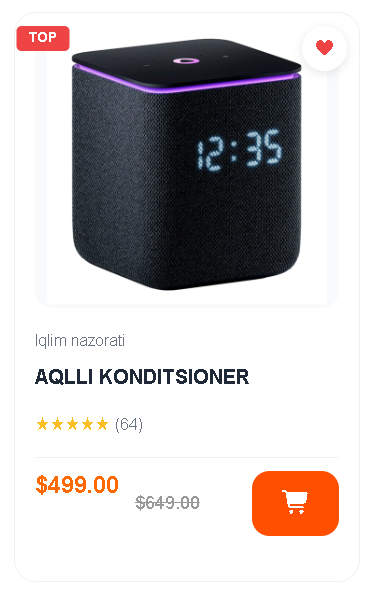 TOP
12:35
Iqlim nazorati
AQLLI KONDITSIONER
★★★★★ (64)
$499.00
$649.00